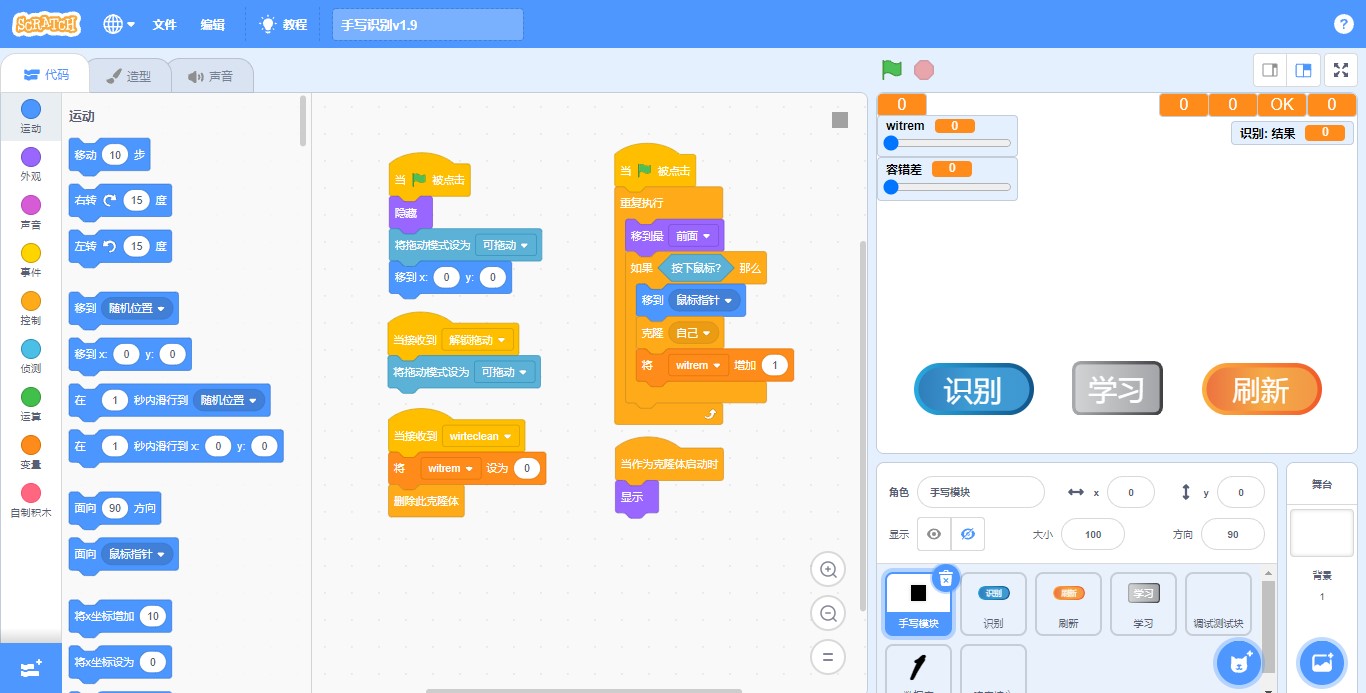 SCRATCH 文件 编辑 教程 手写识别v1.9 ?
代码 造型 声音
运动
外观
声音
事件
控制
侦测
运算
变量
自制积木
运动
移动 10 步
右转 15 度
左转 15 度
移到 随机位置
移到 x: 0 y: 0
在 1 秒内滑行到 随机位置
在 1 秒内滑行到 x: 0 y: 0
面向 90 方向
面向 鼠标指针
将x坐标增加 10
将x坐标设为 0
当 被点击
隐藏
将拖动模式设为 可拖动
移到 x: 0 y: 0
当接收到 解锁拖动
将拖动模式设为 可拖动
当接收到 wirteclean
将 witrem 设为 0
删除此克隆体
当 被点击
重复执行
移到最 前面
如果 按下鼠标? 那么
移到 鼠标指针
克隆 自己
将 witrem 增加 1
当作为克隆体启动时
显示
0 0 0 OK 0
witrem 0
识别: 结果 0
容错差 0
识别 学习 刷新
角色 手写模块 x 0 y 0
显示 大小 100 方向 90
手写模块 识别 刷新 学习 调试测试块
识别 刷新 学习
舞台
背景
1